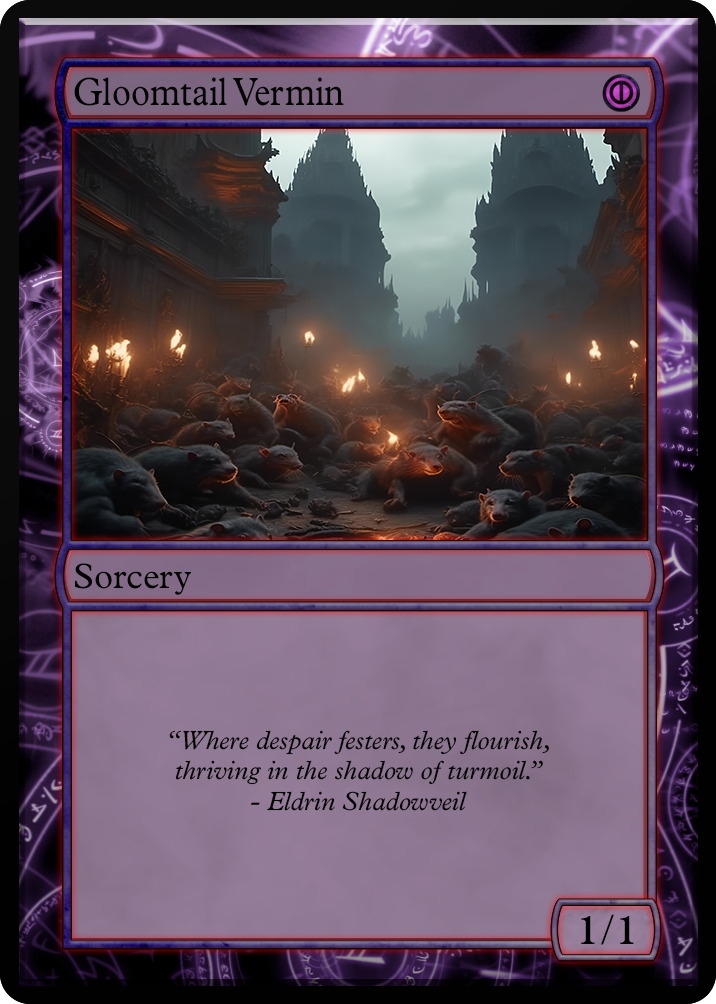 Gloomtail Vermin
Sorcery
“Where despair festers, they flourish,
thriving in the shadow of turmoil.”
- Eldrin Shadowveil
1/1